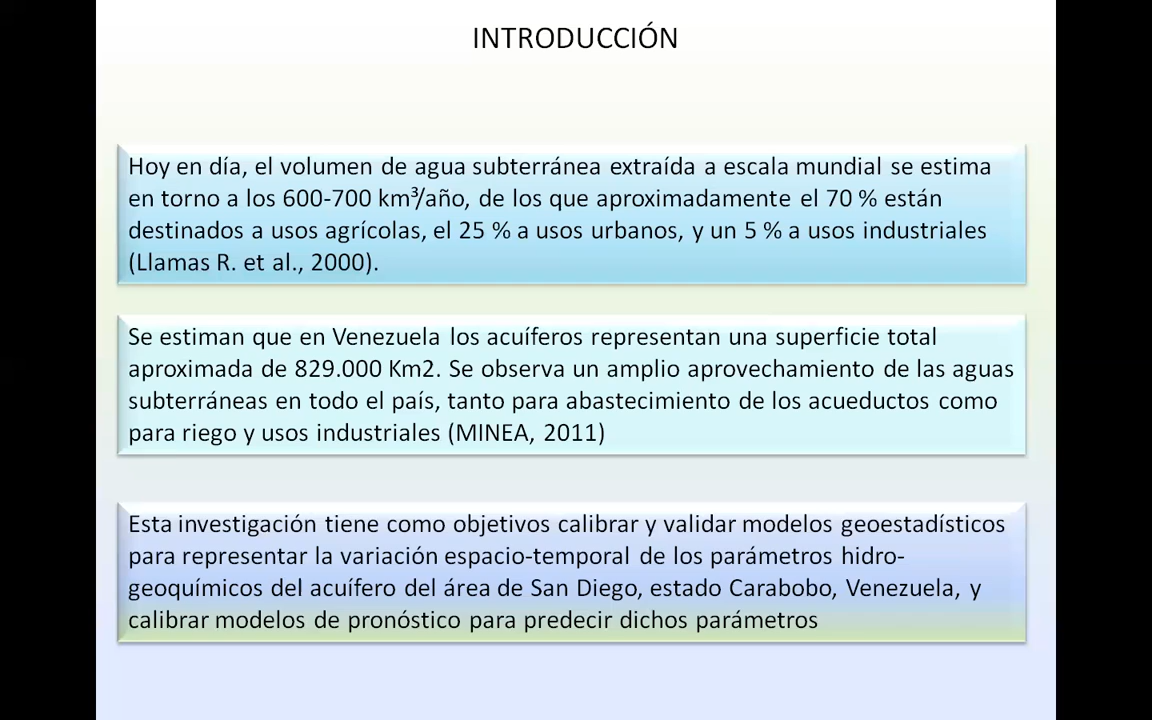 INTRODUCCIÓN
Hoy en día, el volumen de agua subterránea extraída a escala mundial se estima
en torno a los 600-700 km³/año, de los que aproximadamente el 70 % están
destinados a usos agrícolas, el 25 % a usos urbanos, y un 5 % a usos industriales
(Llamas R. et al., 2000).
Se estiman que en Venezuela los acuíferos representan una superficie total
aproximada de 829.000 Km2. Se observa un amplio aprovechamiento de las aguas
subterráneas en todo el país, tanto para abastecimiento de los acueductos como
para riego y usos industriales (MINEA, 2011)
Esta investigación tiene como objetivos calibrar y validar modelos geoestadísticos
para representar la variación espacio-temporal de los parámetros hidro-
geoquímicos del acuífero del área de San Diego, estado Carabobo, Venezuela, y
calibrar modelos de pronóstico para predecir dichos parámetros